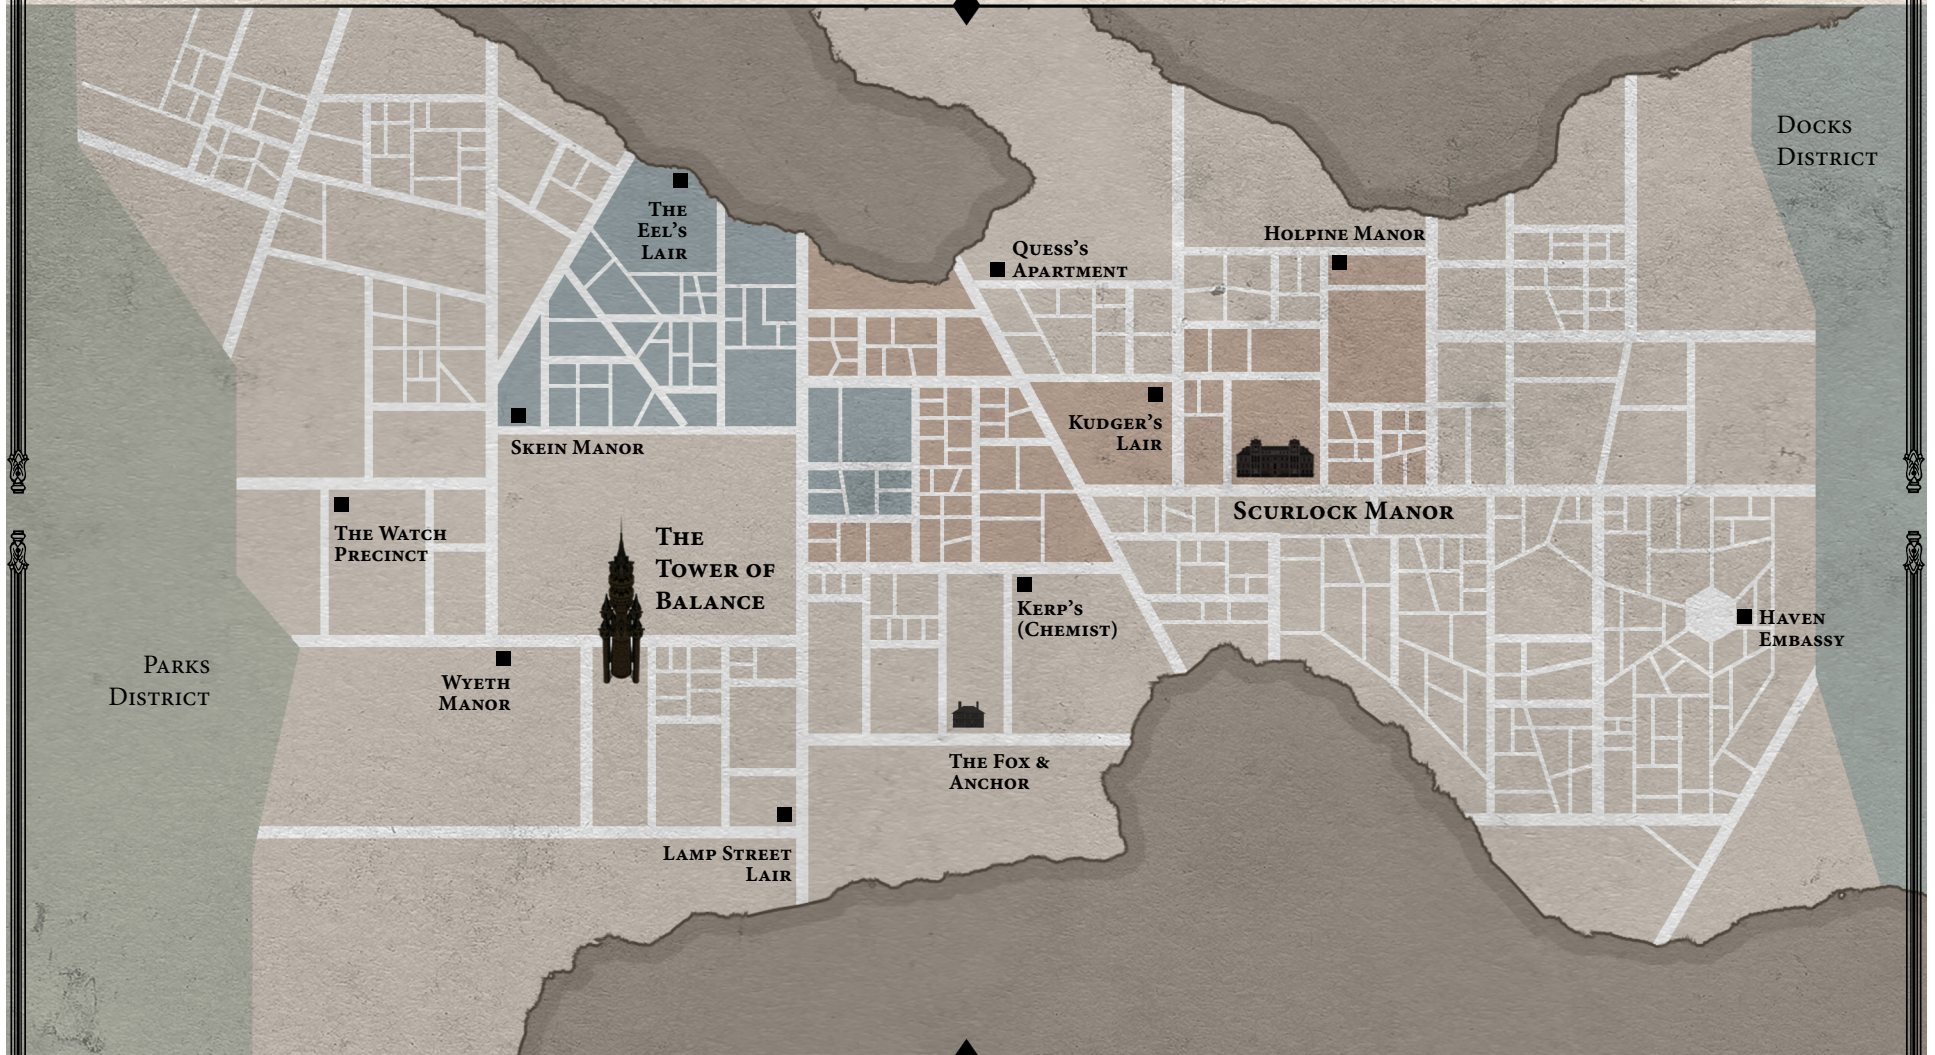 Docks
District
The
Eel's
Lair
Quess's
Apartment
Holpine Manor
Skein Manor
Kudger's
Lair
Scurlock Manor
The Watch
Precinct
The
Tower of
Balance
Kerp's
(Chemist)
Haven
Embassy
Parks
District
Wyeth
Manor
The Fox &
Anchor
Lamp Street
Lair